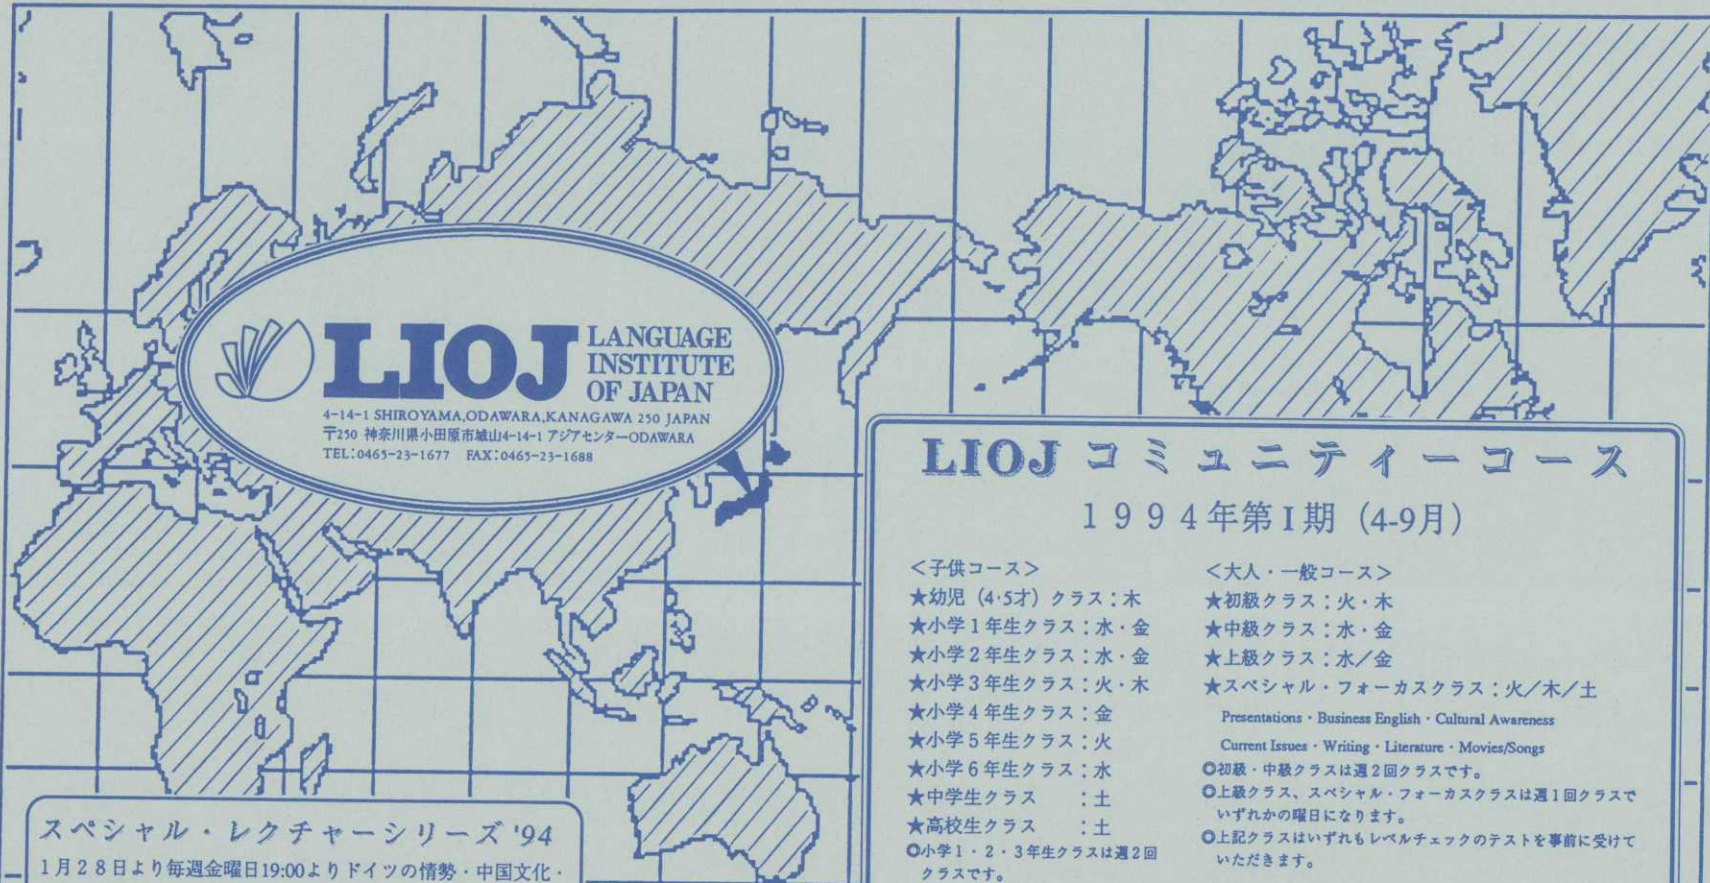 LIOJ
LANGUAGE
INSTITUTE
OF JAPAN
4-14-1 SHIROYAMA,ODAWARA,KANAGAWA 250 JAPAN
〒250 神奈川県小田原市城山4-14-1 アジアセンターODAWARA
TEL:0465-23-1677 FAX:0465-23-1688
スペシャル・レクチャーシリーズ '94
1月28日より毎週金曜日19:00よりドイツの情勢・中国文化・
LIOJ コミュニティーコース
1994年第I期(4-9月)
<子供コース>
★幼児(4·5才)クラス:木
★小学1年生クラス:水・金
★小学2年生クラス:水・金
★小学3年生クラス:火・木
★小学4年生クラス:金
★小学5年生クラス:火
★小学6年生クラス:水
★中学生クラス :土
★高校生クラス :土
◎小学1・2・3年生クラスは週2回
クラスです。
<大人・一般コース>
★初級クラス:火・木
★中級クラス:水・金
★上級クラス:水/金
★スペシャル・フォーカスクラス:火/木/土
Presentations・Business English・Cultural Awareness
Current Issues・Writing・Literature・Movies/Songs
◎初級・中級クラスは週2回クラスです。
◎上級クラス、スペシャル・フォーカスクラスは週1回クラスで
いずれかの曜日になります。
◎上記クラスはいずれもレベルチェックのテストを事前に受けて
いただきます。